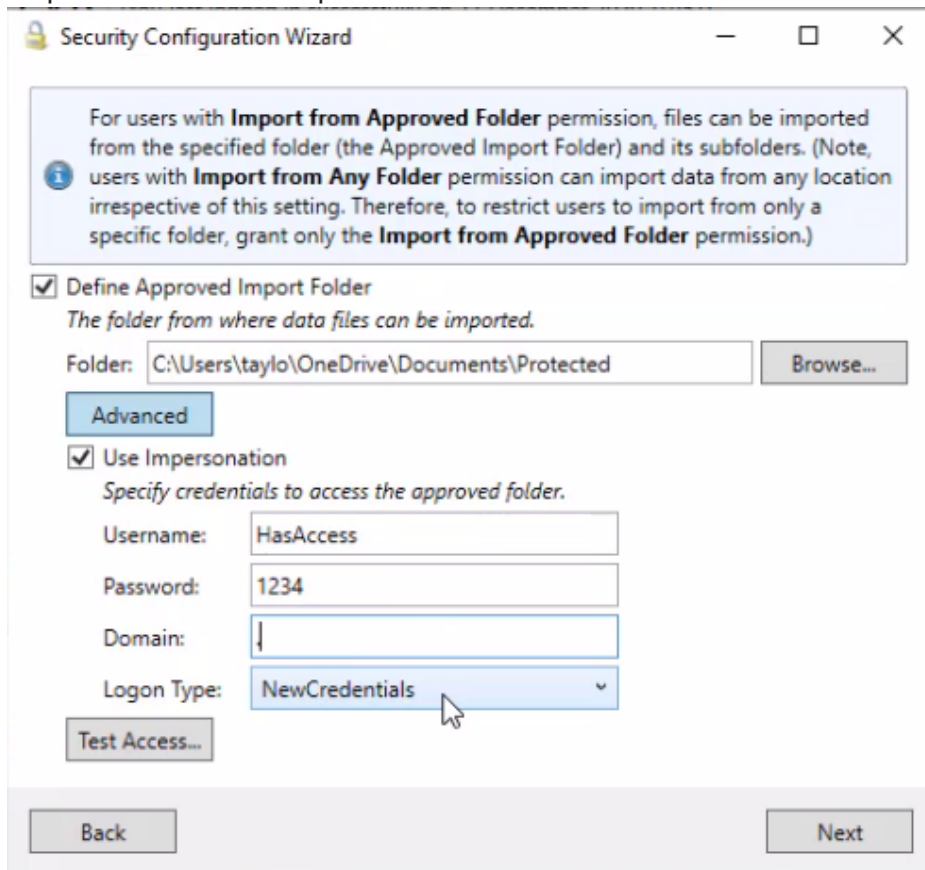 Security Configuration Wizard
For users with Import from Approved Folder permission, files can be imported
from the specified folder (the Approved Import Folder) and its subfolders. (Note,
users with Import from Any Folder permission can import data from any location
irrespective of this setting. Therefore, to restrict users to import from only a
specific folder, grant only the Import from Approved Folder permission.)
Define Approved Import Folder
The folder from where data files can be imported.
Folder: C:\Users\taylo\OneDrive\Documents\Protected Browse...
Advanced
Use Impersonation
Specify credentials to access the approved folder.
Username: HasAccess
Password: 1234
Domain: .
Logon Type: NewCredentials
Test Access...
Back Next